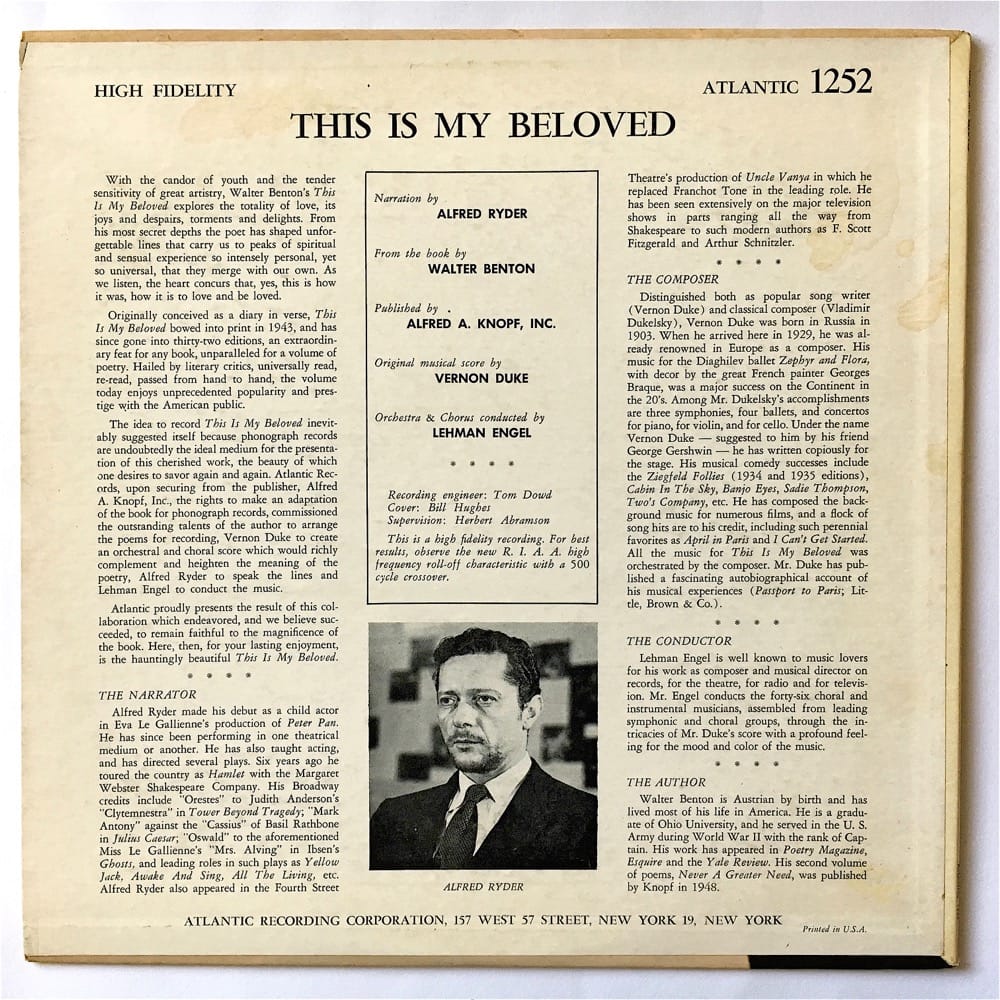 HIGH FIDELITY
ATLANTIC 1252
THIS IS MY BELOVED
With the candor of youth and the tender
sensitivity of great artistry, Walter Benton's This
Is My Beloved explores the totality of love, its
joys and despairs, torments and delights. From
his most secret depths the poet has shaped unfor-
gettable lines that carry us to peaks of spiritual
and sensual experience so intensely personal, yet
so universal, that they merge with our own. As
we listen, the heart concurs that, yes, this is how
it was, how it is to love and be loved.
Originally conceived as a diary in verse, This
Is My Beloved bowed into print in 1943, and has
since gone into thirty-two editions, an extraordin-
ary feat for any book, unparalleled for a volume of
poetry. Hailed by literary critics, universally read,
re-read, passed from hand to hand, the volume
today enjoys unprecedented popularity and pres-
tige with the American public.
The idea to record This Is My Beloved inevit-
ably suggested itself because phonograph records
are undoubtedly the ideal medium for the presenta-
tion of this cherished work, the beauty of which
one desires to savor again and again. Atlantic Rec-
ords, upon securing from the publisher, Alfred
A. Knopf, Inc., the rights to make an adaptation
of the book for phonograph records, commissioned
the outstanding talents of the author to arrange
the poems for recording, Vernon Duke to create
an orchestral and choral score which would richly
complement and heighten the meaning of the
poetry, Alfred Ryder to speak the lines and
Lehman Engel to conduct the music.
Atlantic proudly presents the result of this col-
laboration which endeavored, and we believe suc-
ceeded, to remain faithful to the magnificence of
the book. Here, then, for your lasting enjoyment,
is the hauntingly beautiful This Is My Beloved.
* * * *
THE NARRATOR
Alfred Ryder made his debut as a child actor
in Eva Le Gallienne's production of Peter Pan.
He has since been performing in one theatrical
medium or another. He has also taught acting,
and has directed several plays. Six years ago he
toured the country as Hamlet with the Margaret
Webster Shakespeare Company. His Broadway
credits include "Orestes" to Judith Anderson's
"Clytemnestra" in Tower Beyond Tragedy; "Mark
Antony" against the "Cassius" of Basil Rathbone
in Julius Caesar; "Oswald" to the aforementioned
Miss Le Gallienne's "Mrs. Alving" in Ibsen's
Ghosts, and leading roles in such plays as Yellow
Jack, Awake And Sing, All The Living, etc.
Alfred Ryder also appeared in the Fourth Street
Narration by
ALFRED RYDER
From the book by
WALTER BENTON
Published by
ALFRED A. KNOPF, INC.
Original musical score by
VERNON DUKE
Orchestra & Chorus conducted by
LEHMAN ENGEL
* * * *
Recording engineer: Tom Dowd
Cover: Bill Hughes
Supervision: Herbert Abramson
This is a high fidelity recording. For best
results, observe the new R. I. A. A. high
frequency roll-off characteristic with a 500
cycle crossover.
ALFRED RYDER
Theatre's production of Uncle Vanya in which he
replaced Franchot Tone in the leading role. He
has been seen extensively on the major television
shows in parts ranging all the way from
Shakespeare to such modern authors as F. Scott
Fitzgerald and Arthur Schnitzler.
* * * *
THE COMPOSER
Distinguished both as popular song writer
(Vernon Duke) and classical composer (Vladimir
Dukelsky), Vernon Duke was born in Russia in
1903. When he arrived here in 1929, he was al-
ready renowned in Europe as a composer. His
music for the Diaghilev ballet Zephyr and Flora,
with decor by the great French painter Georges
Braque, was a major success on the Continent in
the 20's. Among Mr. Dukelsky's accomplishments
are three symphonies, four ballets, and concertos
for piano, for violin, and for cello. Under the name
Vernon Duke — suggested to him by his friend
George Gershwin — he has written copiously for
the stage. His musical comedy successes include
the Ziegfeld Follies (1934 and 1935 editions),
Cabin In The Sky, Banjo Eyes, Sadie Thompson,
Two's Company, etc. He has composed the back-
ground music for numerous films, and a flock of
song hits are to his credit, including such perennial
favorites as April in Paris and I Can't Get Started.
All the music for This Is My Beloved was
orchestrated by the composer. Mr. Duke has pub-
lished a fascinating autobiographical account of
his musical experiences (Passport to Paris; Lit-
tle, Brown & Co.).
* * * *
THE CONDUCTOR
Lehman Engel is well known to music lovers
for his work as composer and musical director on
records, for the theatre, for radio and for televis-
ion. Mr. Engel conducts the forty-six choral and
instrumental musicians, assembled from leading
symphonic and choral groups, through the in-
tricacies of Mr. Duke's score with a profound feel-
ing for the mood and color of the music.
* * * *
THE AUTHOR
Walter Benton is Austrian by birth and has
lived most of his life in America. He is a gradu-
ate of Ohio University, and he served in the U. S.
Army during World War II with the rank of Cap-
tain. His work has appeared in Poetry Magazine,
Esquire and the Yale Review. His second volume
of poems, Never A Greater Need, was published
by Knopf in 1948.
ATLANTIC RECORDING CORPORATION, 157 WEST 57 STREET, NEW YORK 19, NEW YORK
Printed in U.S.A.